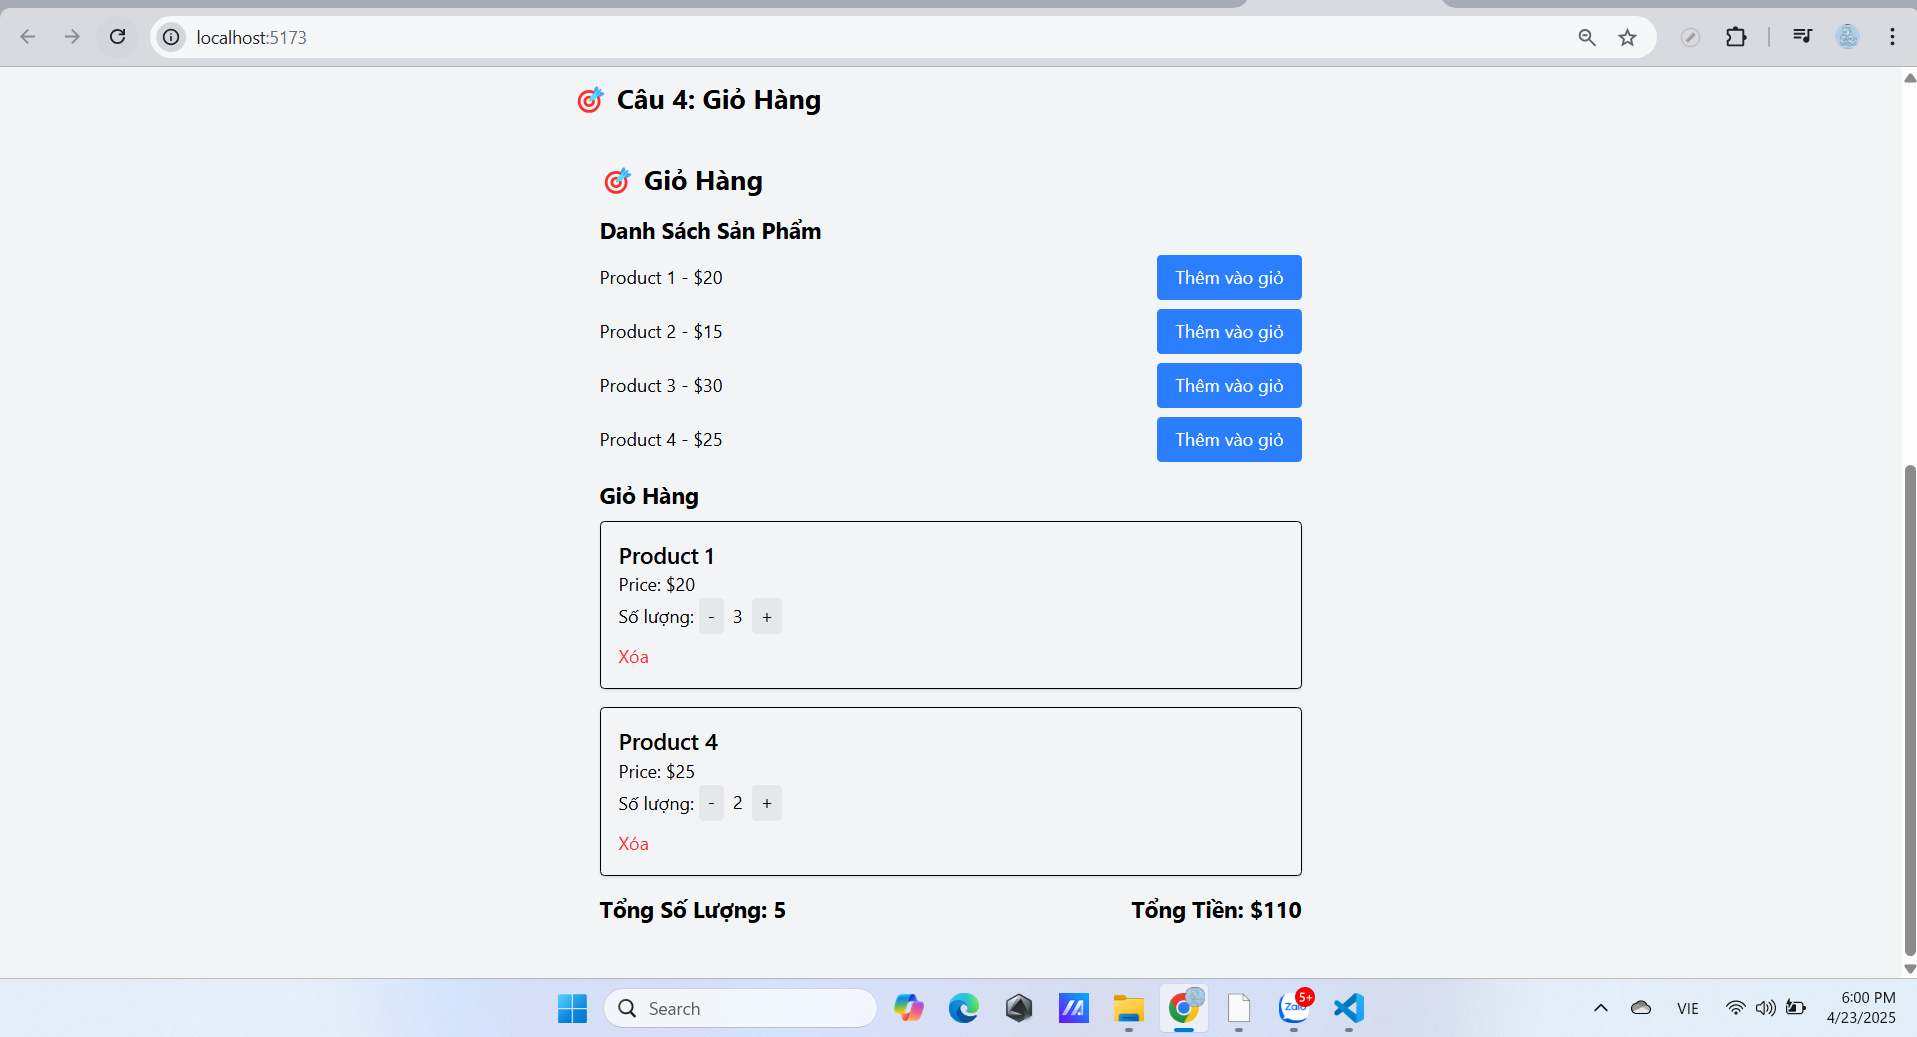 localhost:5173
Câu 4: Giỏ Hàng
Giỏ Hàng
Danh Sách Sản Phẩm
Product 1 - $20
Thêm vào giỏ
Product 2 - $15
Thêm vào giỏ
Product 3 - $30
Thêm vào giỏ
Product 4 - $25
Thêm vào giỏ
Giỏ Hàng
Product 1
Price: $20
Số lượng: - 3 +
Xóa
Product 4
Price: $25
Số lượng: - 2 +
Xóa
Tổng Số Lượng: 5
Tổng Tiền: $110
Search
Zalo
5+
VIE
6:00 PM
4/23/2025